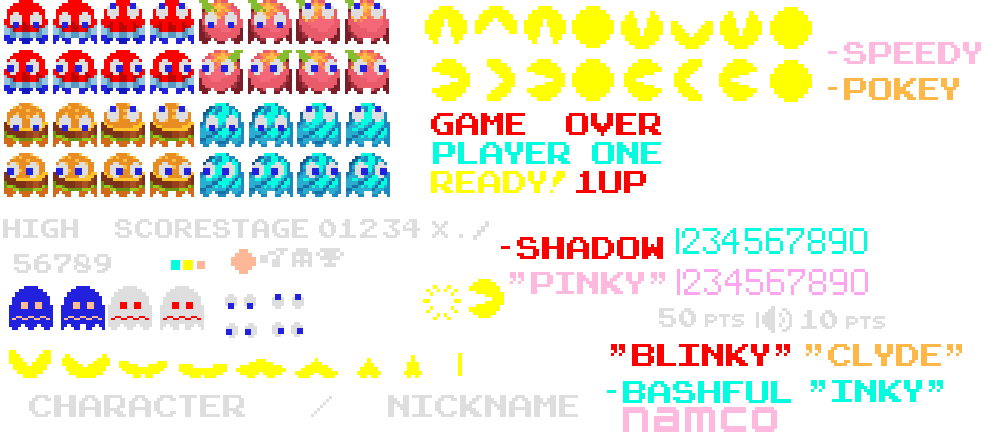 -SPEEDY
-POKEY
GAME OVER
PLAYER ONE
READY! 1UP
HIGH SCORESTAGE 01234 X./
56789
-SHADOW 1234567890
"PINKY" 1234567890
50 PTS 10 PTS
"BLINKY" "CLYDE"
-BASHFUL "INKY"
CHARACTER / NICKNAME
namco